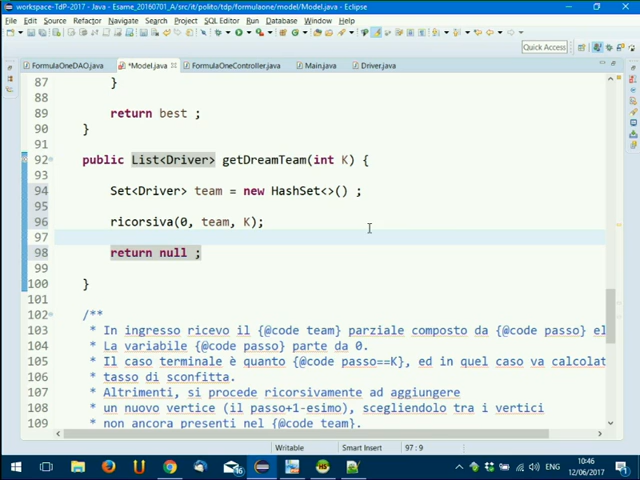 workspace-TdP-2017 - Java - Esame_20160701_A/src/it/polito/tdp/formulaone/model/Model.java - Eclipse
File Edit Source Refactor Navigate Search Project Run Database Window Help
Quick Access
FormulaOneDAO.java *Model.java FormulaOneController.java Main.java Driver.java
87 }
88
89 return best ;
90 }
91
92 public List<Driver> getDreamTeam(int K) {
94 Set<Driver> team = new HashSet<>() ;
95
96 ricorsiva(0, team, K);
97
98 return null ;
99
100 }
101
102 /**
103 * In ingresso ricevo il {@code team} parziale composto da {@code passo} el
104 * La variabile {@code passo} parte da 0.
105 * Il caso terminale è quanto {@code passo==K}, ed in quel caso va calcolat
106 * tasso di sconfitta.
107 * Altrimenti, si procede ricorsivamente ad aggiungere
108 * un nuovo vertice (il passo+1-esimo), scegliendolo tra i vertici
109 * non ancora presenti nel {@code team}.
Writable Smart Insert 97 : 9
ENG 10:46
12/06/2017